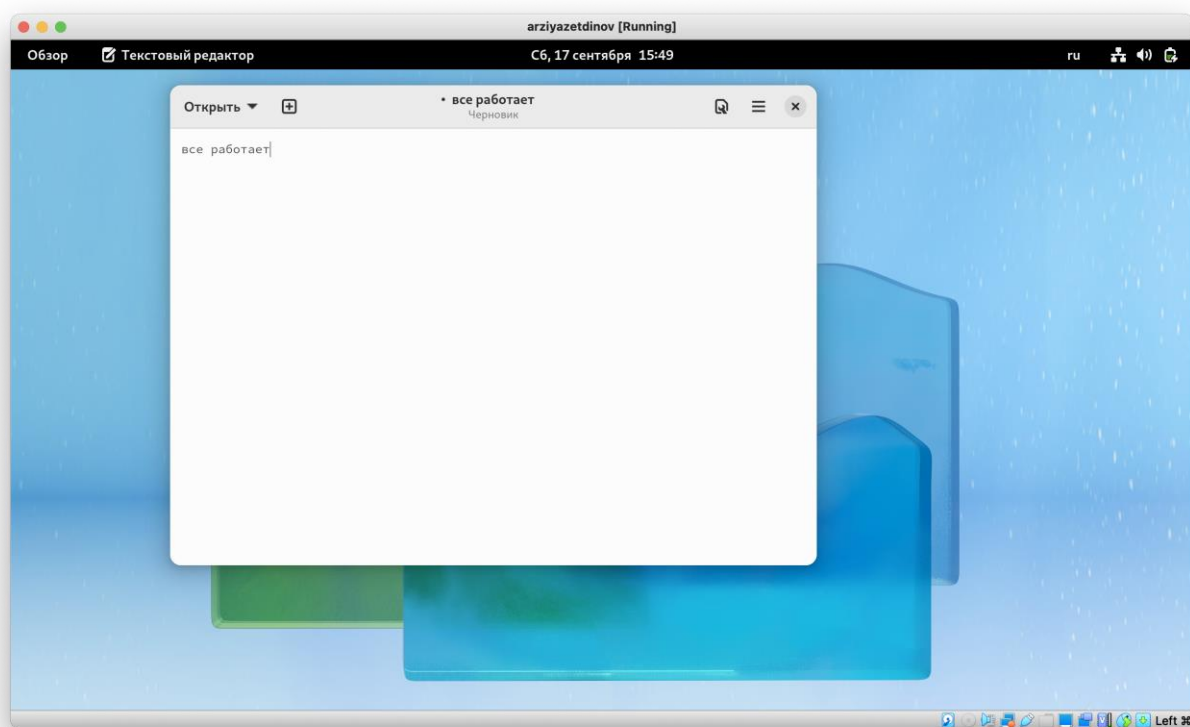 arziyazetdinov [Running]
Обзор Текстовый редактор Сб, 17 сентября 15:49 ru
Открыть • все работает
Черновик
все работает
Left ⌘